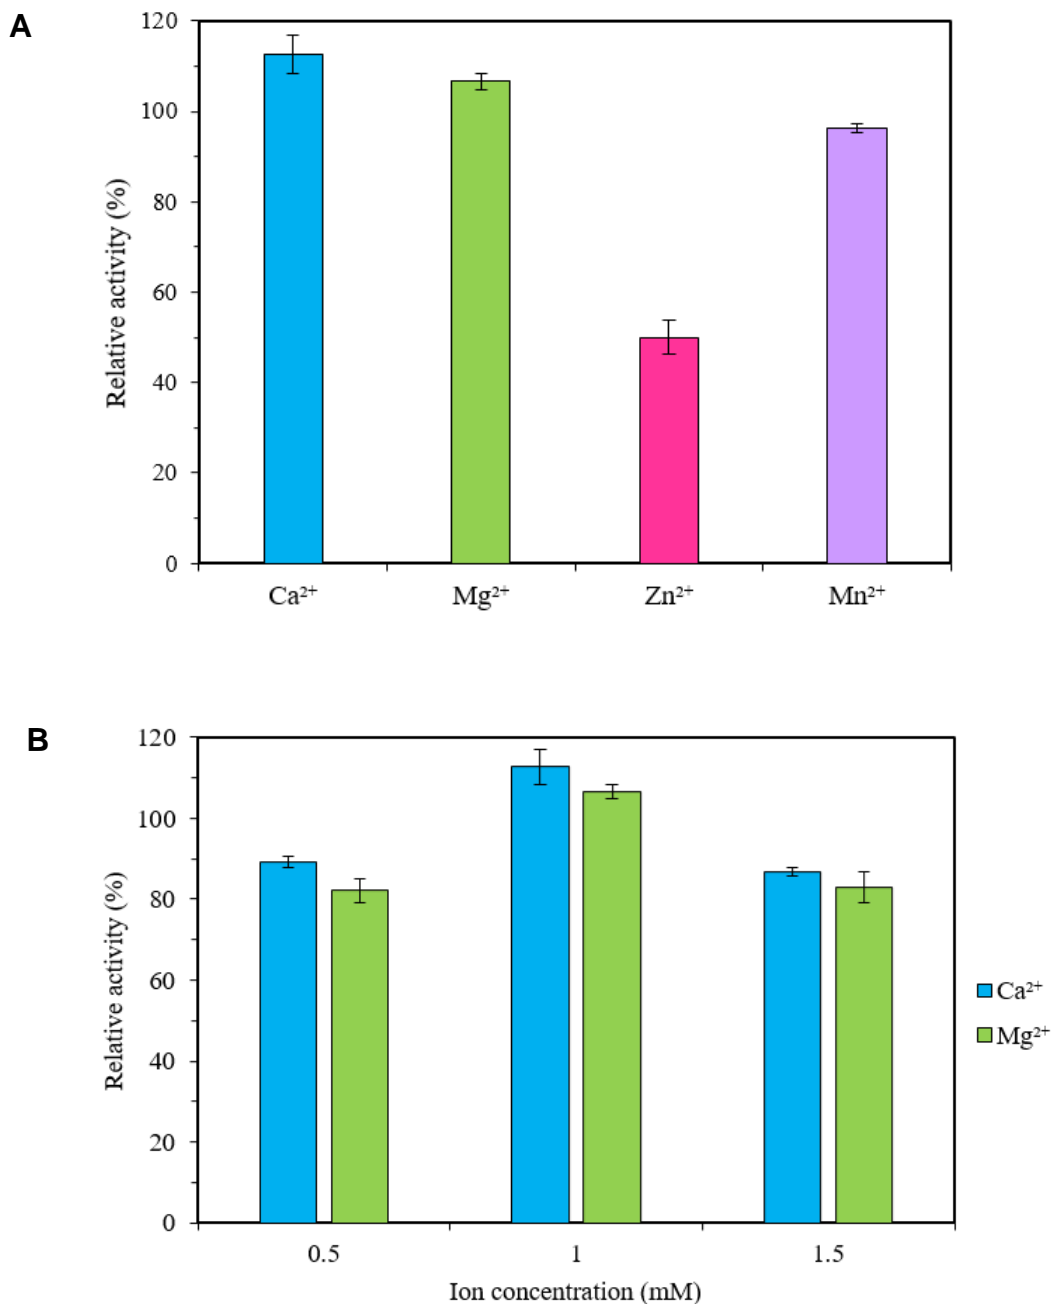 A
Relative activity (%)
120
100
80
60
40
20
0
Ca²⁺ Mg²⁺ Zn²⁺ Mn²⁺
B
Relative activity (%)
120
100
80
60
40
20
0
0.5 1 1.5
Ion concentration (mM)
Ca²⁺
Mg²⁺